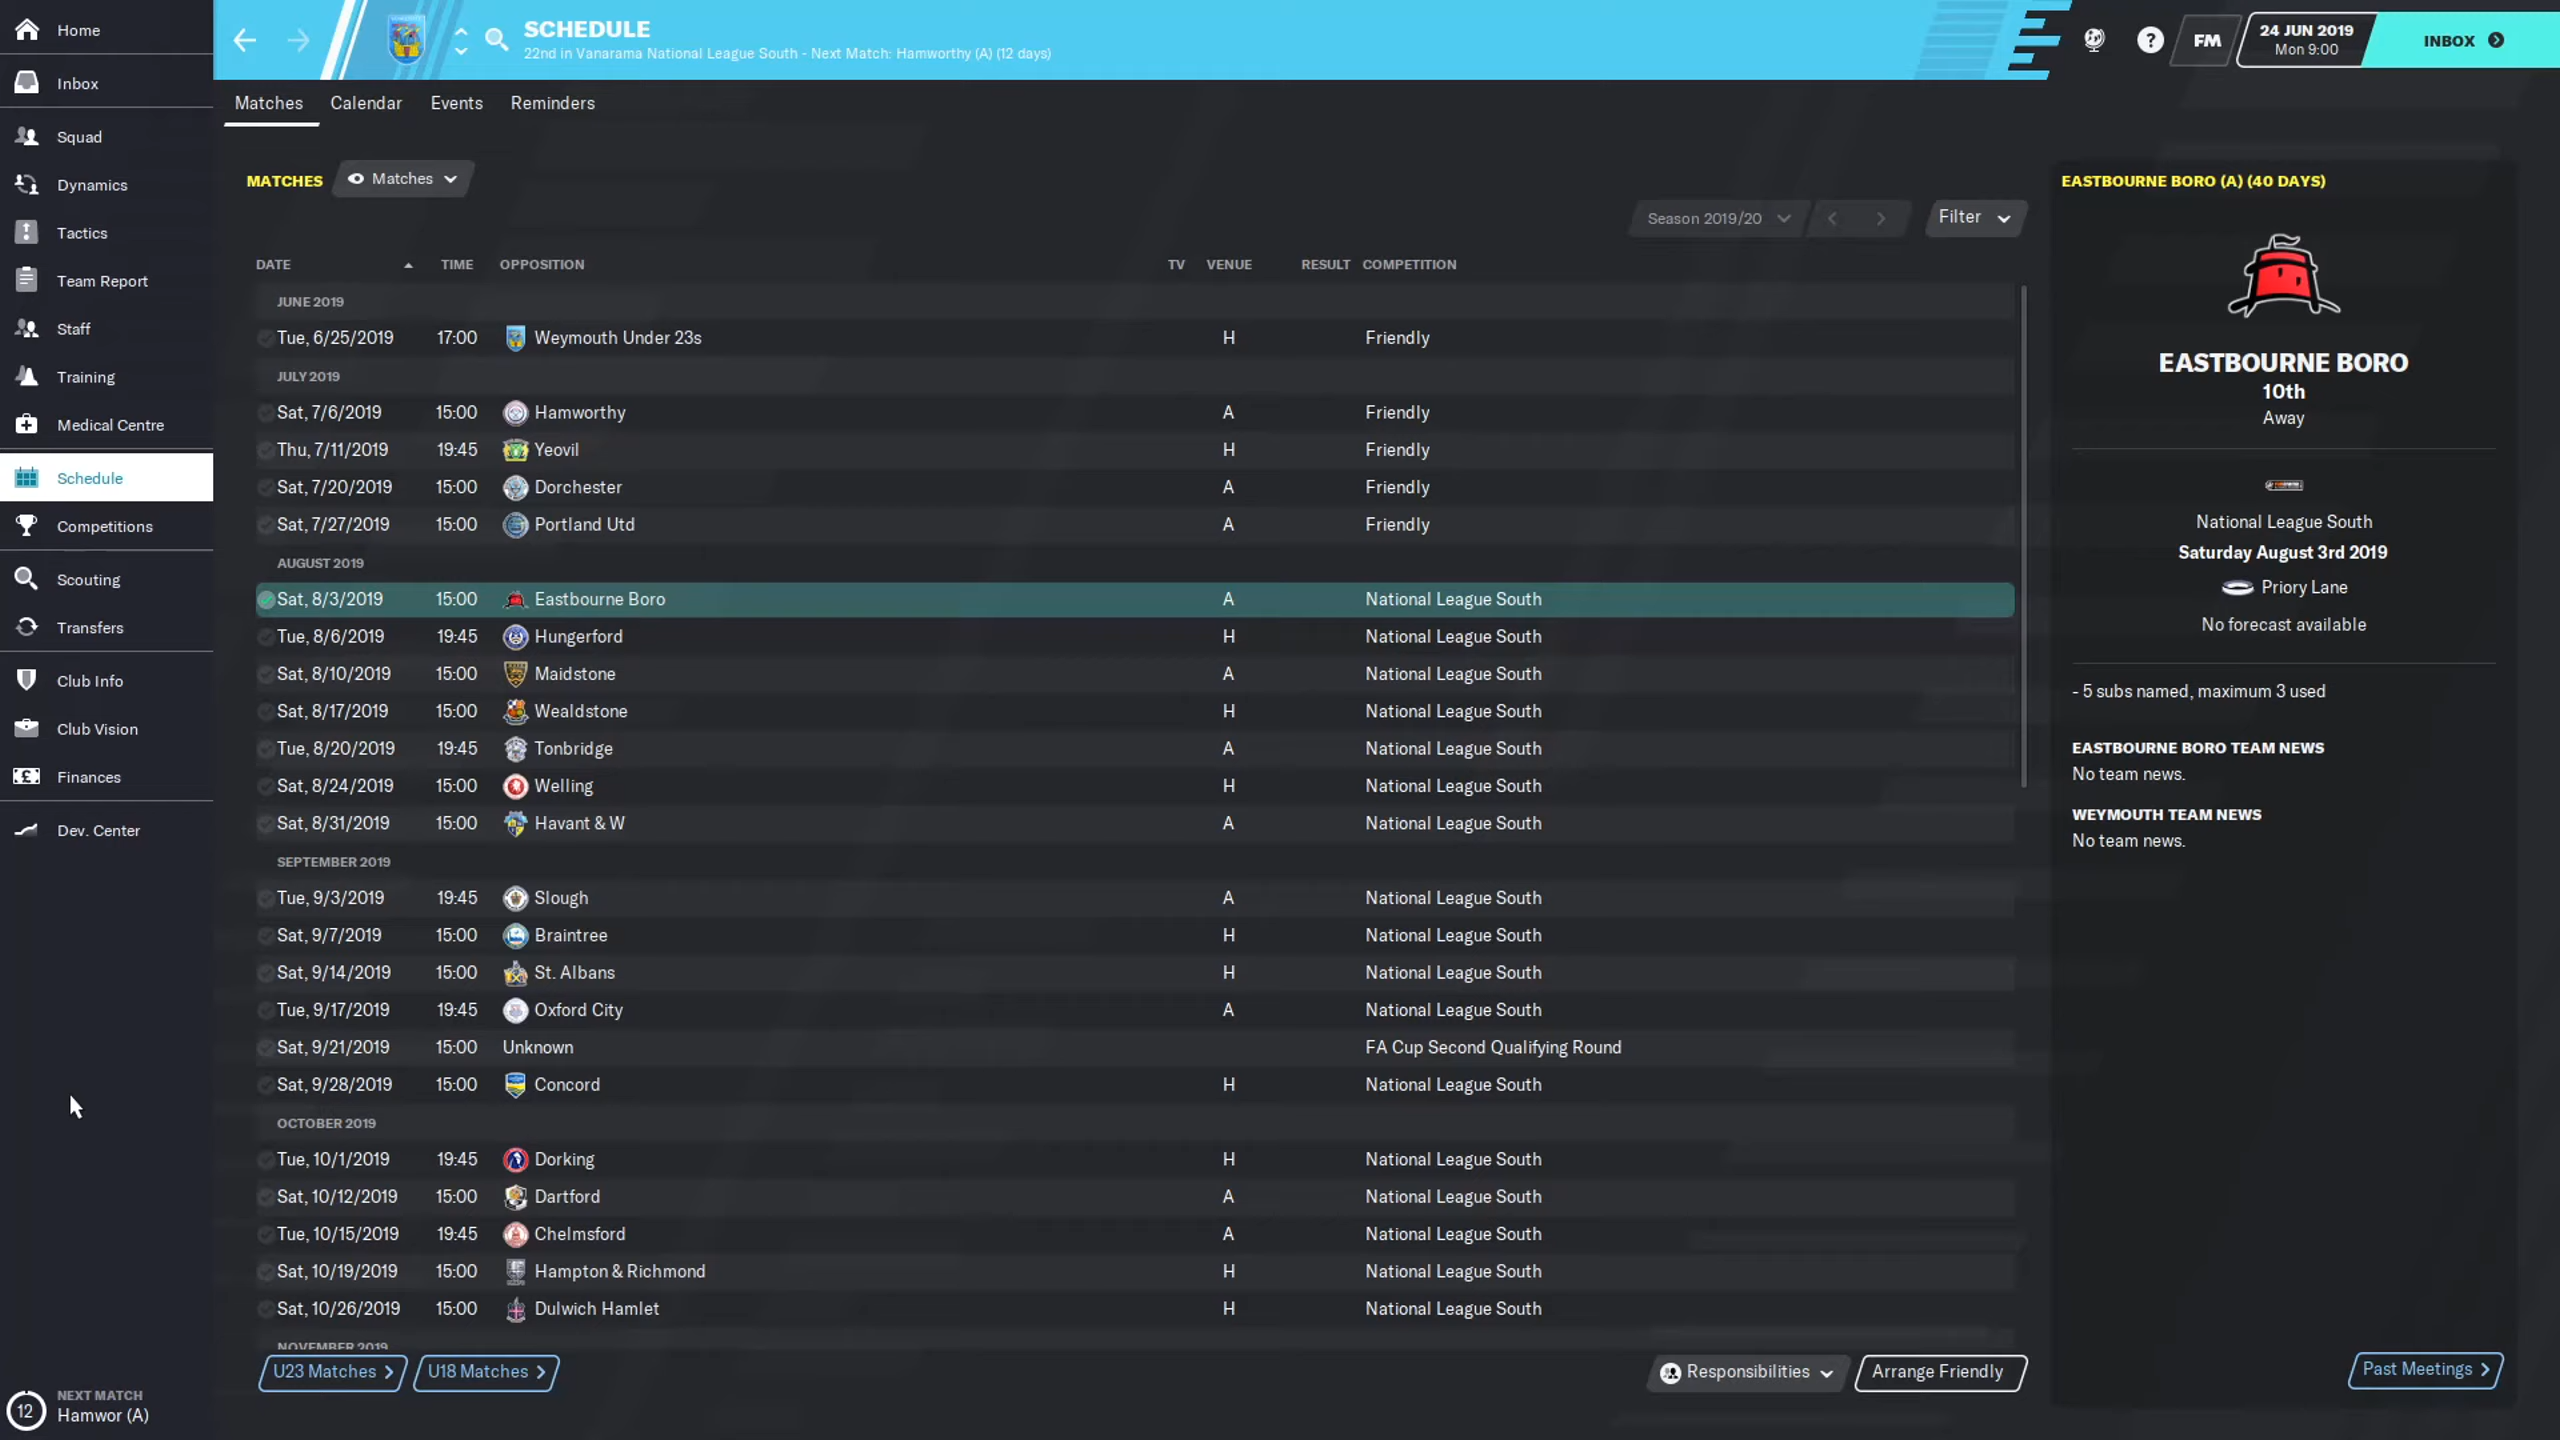 Home
Inbox
Squad
Dynamics
Tactics
Team Report
Staff
Training
Medical Centre
Schedule
Competitions
Scouting
Transfers
Club Info
Club Vision
Finances
Dev. Center
NEXT MATCH
12 Hamwor (A)
SCHEDULE
22nd in Vanarama National League South - Next Match: Hamworthy (A) (12 days)
? FM 24 JUN 2019 INBOX
Mon 9:00
Matches Calendar Events Reminders
MATCHES Matches
Season 2019/20 Filter
DATE TIME OPPOSITION TV VENUE RESULT COMPETITION
JUNE 2019
Tue, 6/25/2019 17:00 Weymouth Under 23s H Friendly
JULY 2019
Sat, 7/6/2019 15:00 Hamworthy A Friendly
Thu, 7/11/2019 19:45 Yeovil H Friendly
Sat, 7/20/2019 15:00 Dorchester A Friendly
Sat, 7/27/2019 15:00 Portland Utd A Friendly
AUGUST 2019
Sat, 8/3/2019 15:00 Eastbourne Boro A National League South
Tue, 8/6/2019 19:45 Hungerford H National League South
Sat, 8/10/2019 15:00 Maidstone A National League South
Sat, 8/17/2019 15:00 Wealdstone H National League South
Tue, 8/20/2019 19:45 Tonbridge A National League South
Sat, 8/24/2019 15:00 Welling H National League South
Sat, 8/31/2019 15:00 Havant & W A National League South
SEPTEMBER 2019
Tue, 9/3/2019 19:45 Slough A National League South
Sat, 9/7/2019 15:00 Braintree H National League South
Sat, 9/14/2019 15:00 St. Albans H National League South
Tue, 9/17/2019 19:45 Oxford City A National League South
Sat, 9/21/2019 15:00 Unknown FA Cup Second Qualifying Round
Sat, 9/28/2019 15:00 Concord H National League South
OCTOBER 2019
Tue, 10/1/2019 19:45 Dorking H National League South
Sat, 10/12/2019 15:00 Dartford A National League South
Tue, 10/15/2019 19:45 Chelmsford A National League South
Sat, 10/19/2019 15:00 Hampton & Richmond H National League South
Sat, 10/26/2019 15:00 Dulwich Hamlet H National League South
NOVEMBER 2019
U23 Matches U18 Matches Responsibilities Arrange Friendly
EASTBOURNE BORO (A) (40 DAYS)
EASTBOURNE BORO
10th
Away
National League South
Saturday August 3rd 2019
Priory Lane
No forecast available
- 5 subs named, maximum 3 used
EASTBOURNE BORO TEAM NEWS
No team news.
WEYMOUTH TEAM NEWS
No team news.
Past Meetings